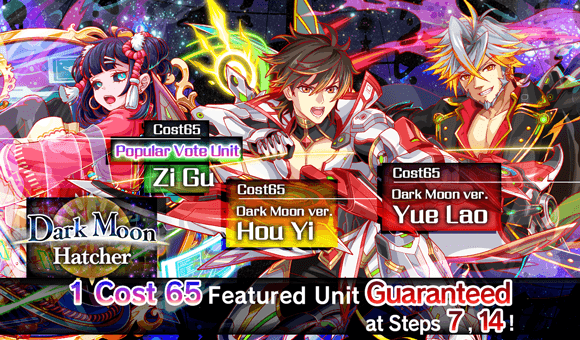 Cost65
Popular Vote Unit
Zi Gu
Cost65
Dark Moon ver.
Hou Yi
Cost65
Dark Moon ver.
Yue Lao
Dark Moon
Hatcher
1 Cost 65 Featured Unit Guaranteed
at Steps 7, 14!